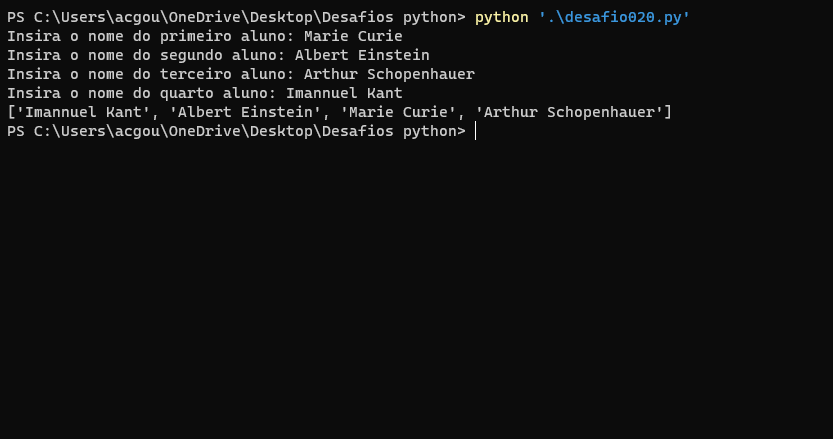 PS C:\Users\acgou\OneDrive\Desktop\Desafios python> python '.\desafio020.py'
Insira o nome do primeiro aluno: Marie Curie
Insira o nome do segundo aluno: Albert Einstein
Insira o nome do terceiro aluno: Arthur Schopenhauer
Insira o nome do quarto aluno: Imannuel Kant
['Imannuel Kant', 'Albert Einstein', 'Marie Curie', 'Arthur Schopenhauer']
PS C:\Users\acgou\OneDrive\Desktop\Desafios python>